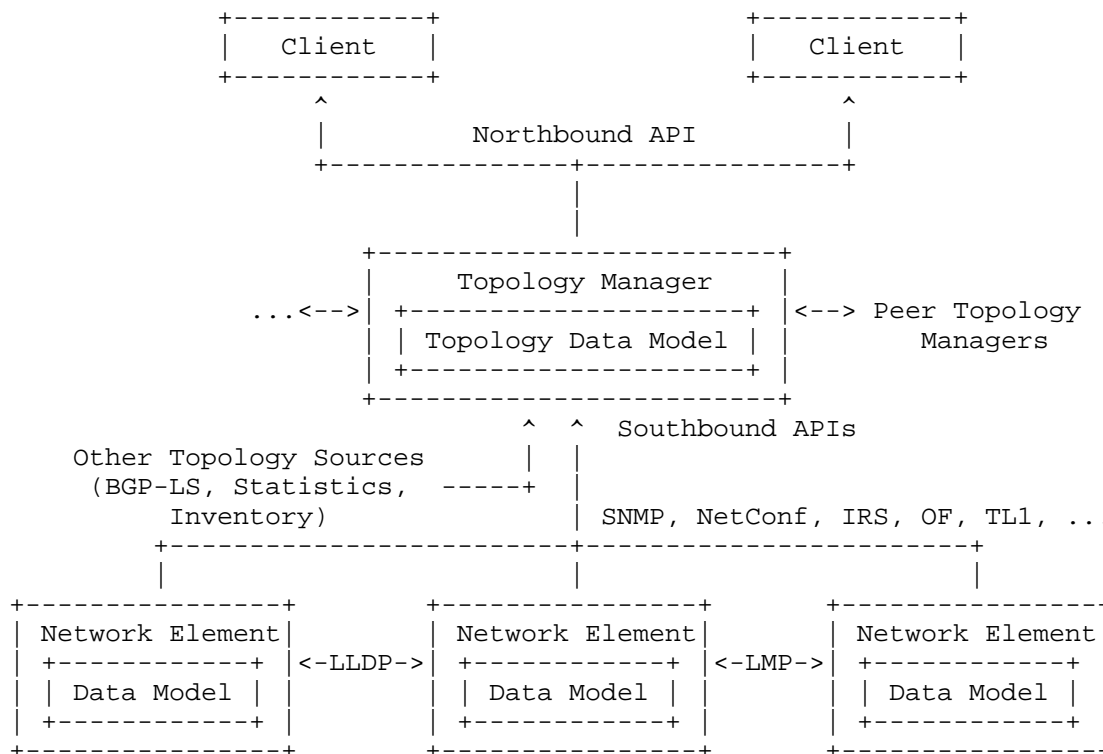 Client Client
Northbound API
Topology Manager
...<--> <--> Peer Topology
Topology Data Model Managers
Southbound APIs
Other Topology Sources
(BGP-LS, Statistics,
Inventory) SNMP, NetConf, IRS, OF, TL1, ..
Network Element Network Element Network Element
<-LLDP-> <-LMP->
Data Model Data Model Data Model